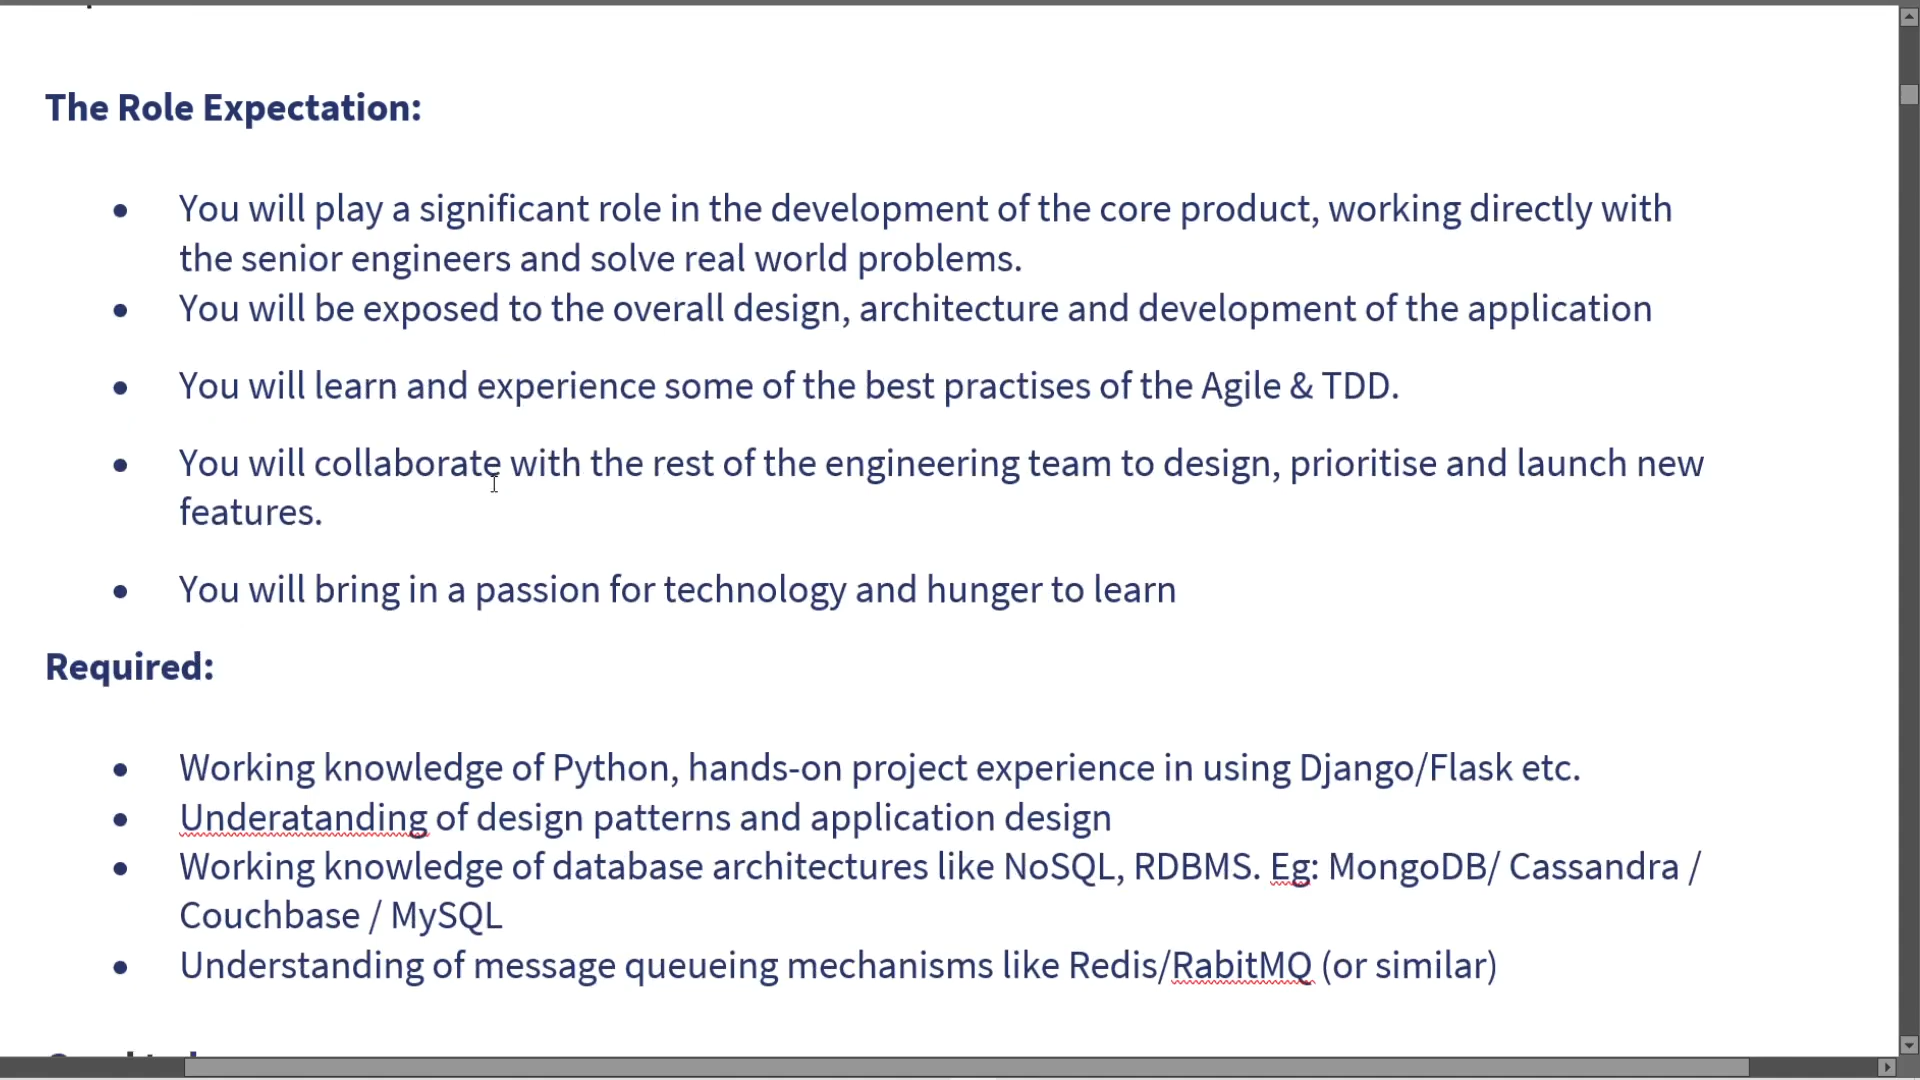 The Role Expectation:
● You will play a significant role in the development of the core product, working directly with
the senior engineers and solve real world problems.
● You will be exposed to the overall design, architecture and development of the application
● You will learn and experience some of the best practises of the Agile & TDD.
● You will collaborate with the rest of the engineering team to design, prioritise and launch new
features.
● You will bring in a passion for technology and hunger to learn
Required:
● Working knowledge of Python, hands-on project experience in using Django/Flask etc.
● Underatanding of design patterns and application design
● Working knowledge of database architectures like NoSQL, RDBMS. Eg: MongoDB/ Cassandra /
Couchbase / MySQL
● Understanding of message queueing mechanisms like Redis/RabitMQ (or similar)